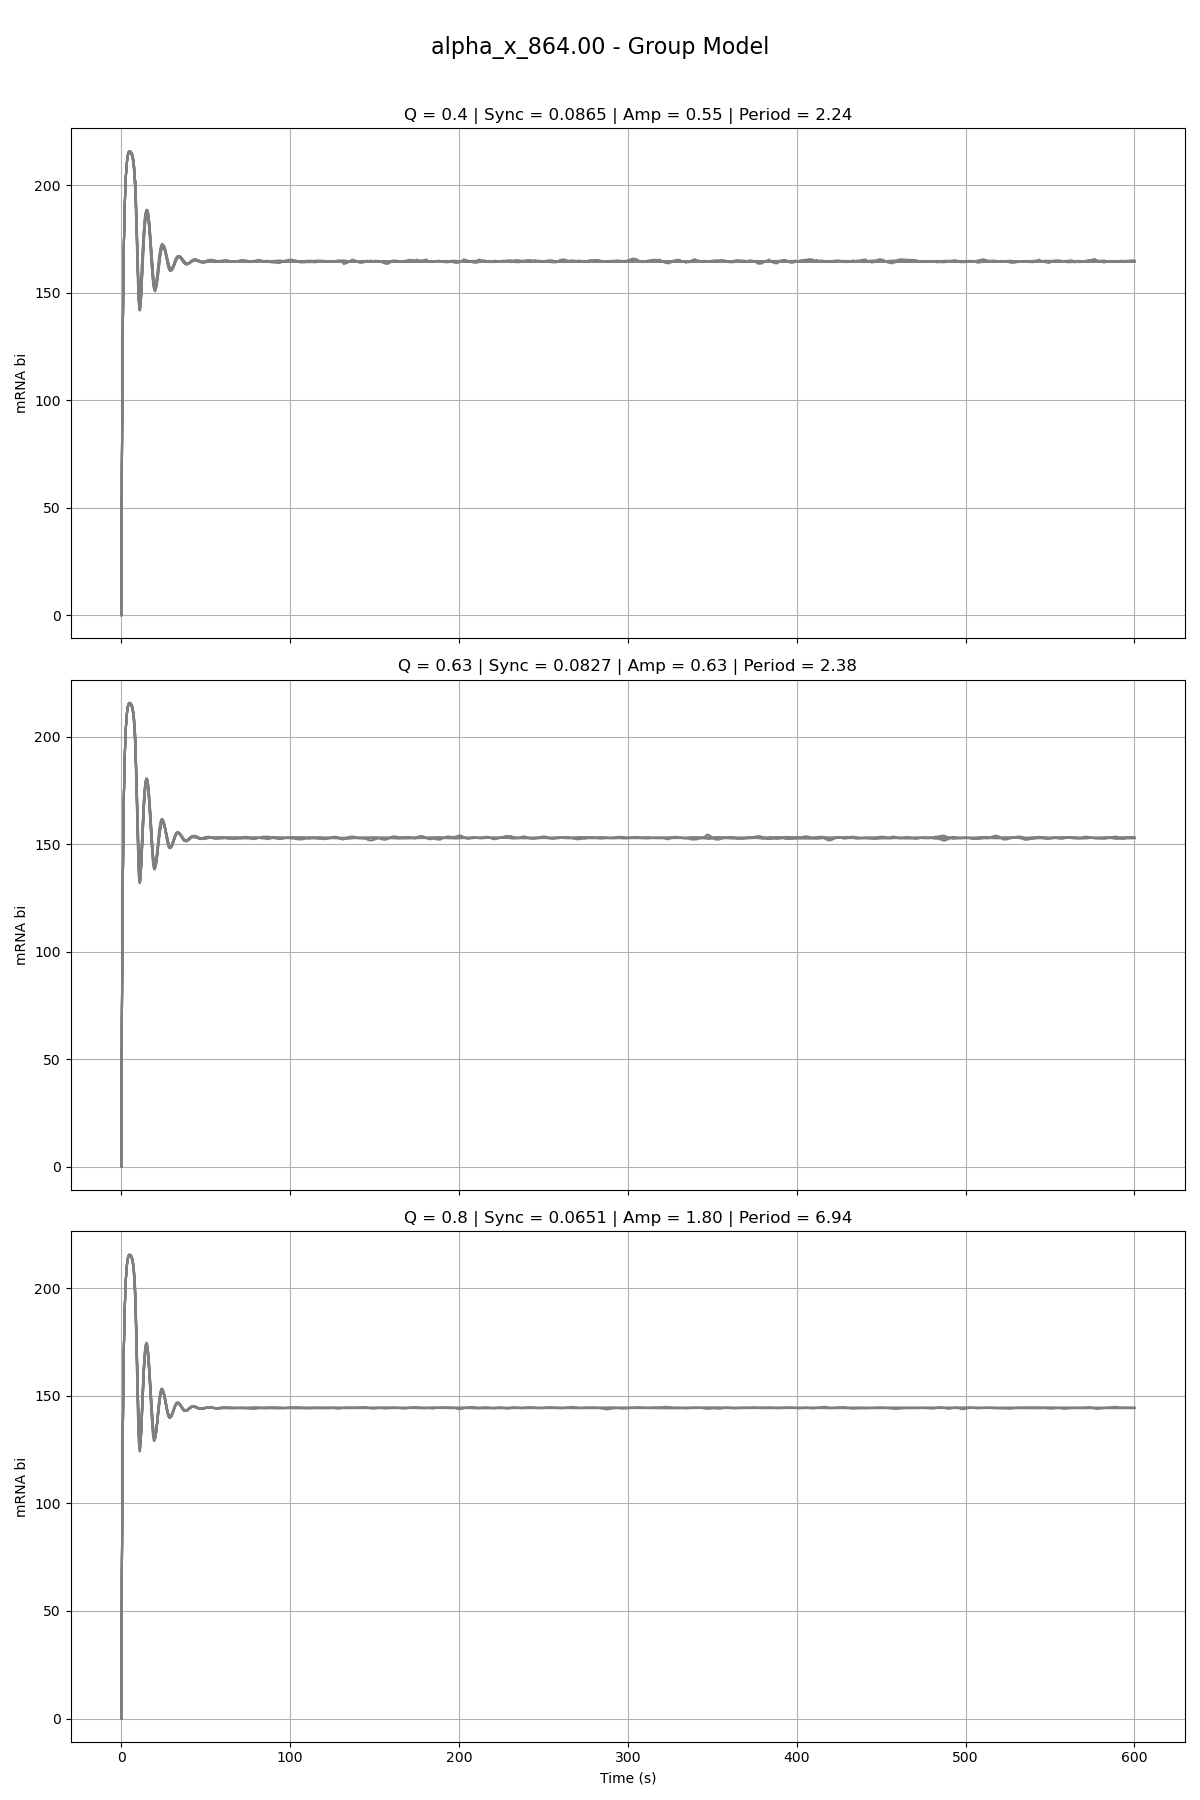 alpha_x_864.00 - Group Model
Q = 0.4 | Sync = 0.0865 | Amp = 0.55 | Period = 2.24
200
150
100
50
0
mRNA bi
Q = 0.63 | Sync = 0.0827 | Amp = 0.63 | Period = 2.38
200
150
100
50
0
mRNA bi
Q = 0.8 | Sync = 0.0651 | Amp = 1.80 | Period = 6.94
200
150
100
50
0
mRNA bi
0 100 200 300 400 500 600
Time (s)